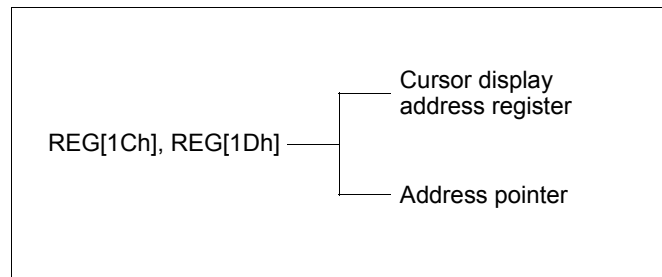 Cursor display
address register
REG[1Ch], REG[1Dh]
Address pointer